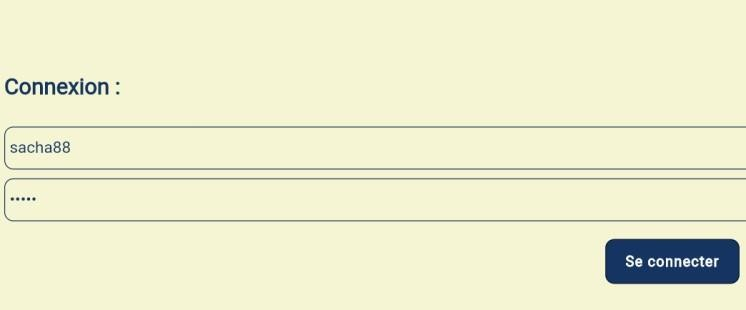 Connexion :
sacha88
•••••
Se connecter